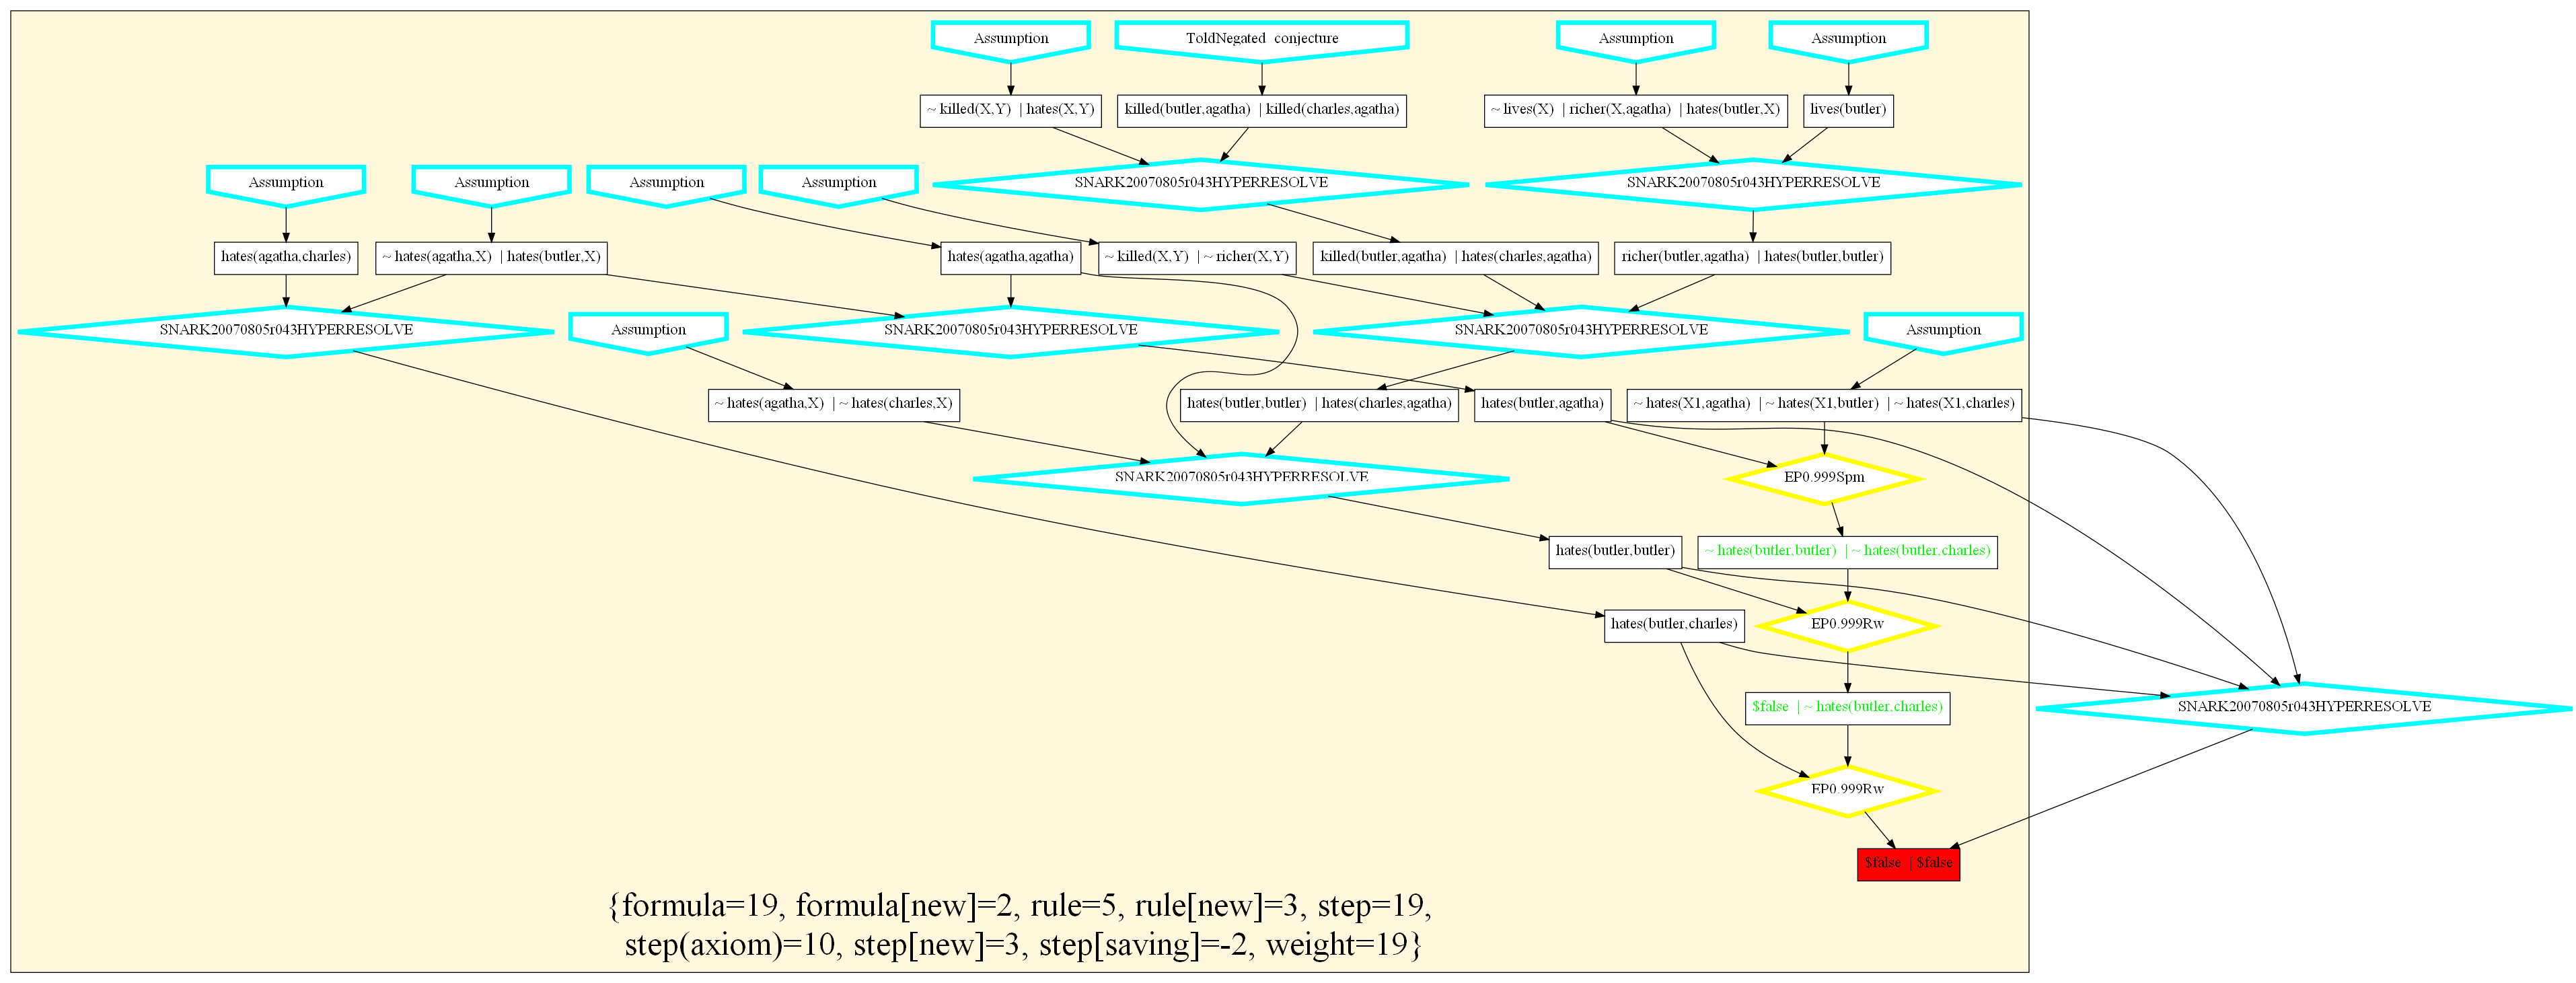 Assumption
ToldNegated conjecture
Assumption
Assumption
~ killed(X,Y) | hates(X,Y)
killed(butler,agatha) | killed(charles,agatha)
~ lives(X) | richer(X,agatha) | hates(butler,X)
lives(butler)
Assumption
Assumption
Assumption
Assumption
SNARK20070805r043HYPERRESOLVE
SNARK20070805r043HYPERRESOLVE
hates(agatha,charles)
~ hates(agatha,X) | hates(butler,X)
hates(agatha,agatha)
~ killed(X,Y) | ~ richer(X,Y)
killed(butler,agatha) | hates(charles,agatha)
richer(butler,agatha) | hates(butler,butler)
SNARK20070805r043HYPERRESOLVE
Assumption
SNARK20070805r043HYPERRESOLVE
SNARK20070805r043HYPERRESOLVE
Assumption
~ hates(agatha,X) | ~ hates(charles,X)
hates(butler,butler) | hates(charles,agatha)
hates(butler,agatha)
~ hates(X1,agatha) | ~ hates(X1,butler) | ~ hates(X1,charles)
SNARK20070805r043HYPERRESOLVE
EP0.999Spm
hates(butler,butler)
~ hates(butler,butler) | ~ hates(butler,charles)
hates(butler,charles)
EP0.999Rw
$false | ~ hates(butler,charles)
SNARK20070805r043HYPERRESOLVE
EP0.999Rw
$false | $false
{formula=19, formula[new]=2, rule=5, rule[new]=3, step=19,
step(axiom)=10, step[new]=3, step[saving]=-2, weight=19}